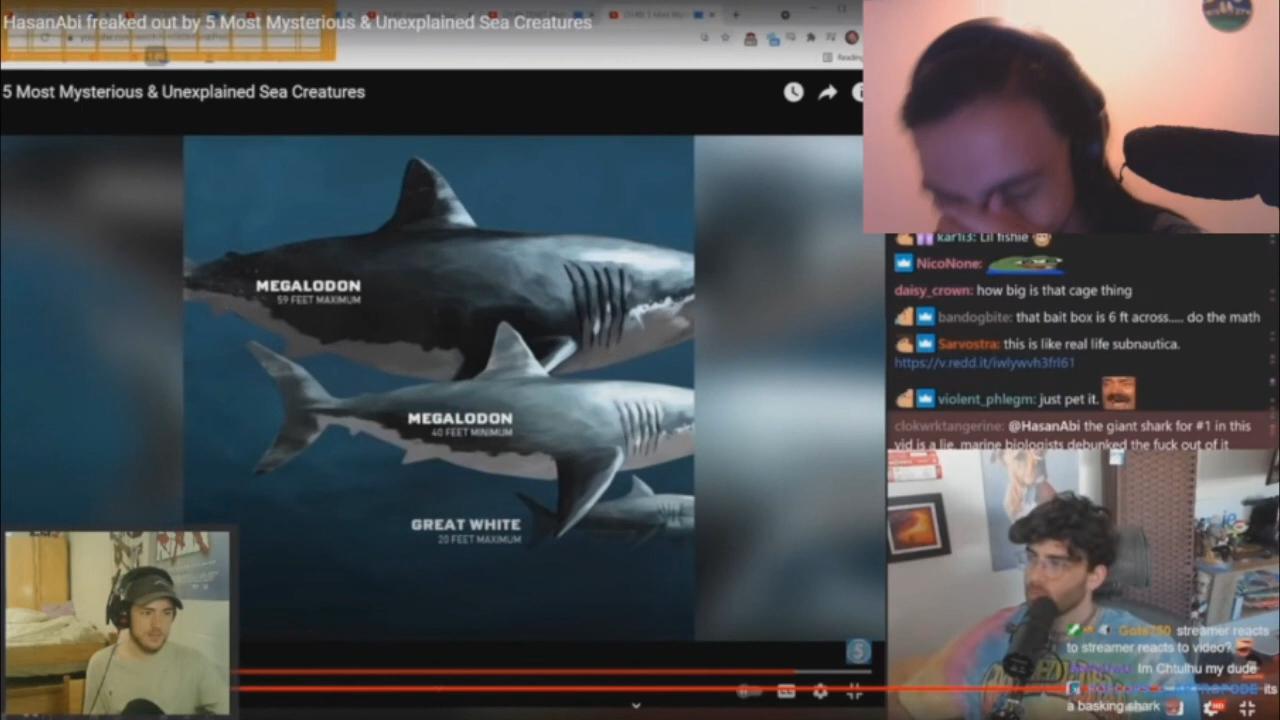 HasanAbi freaked out by 5 Most Mysterious & Unexplained Sea Creatures
Reading
5 Most Mysterious & Unexplained Sea Creatures
MEGALODON
59 FEET MAXIMUM
MEGALODON
40 FEET MINIMUM
GREAT WHITE
20 FEET MAXIMUM
5
kar1i3: Lil fishie
NicoNone:
daisy_crown: how big is that cage thing
bandogbite: that bait box is 6 ft across..... do the math
Sarvostra: this is like real life subnautica.
https://v.redd.it/iwlywvh3frl61
violent_phlegm: just pet it.
clokwrktangerine: @HasanAbi the giant shark for #1 in this
vid is a lie, marine biologists debunked the fuck out of it
streamer reacts
to streamer reacts to video?
Im Chtulhu my dude
its
a basking shark
HD